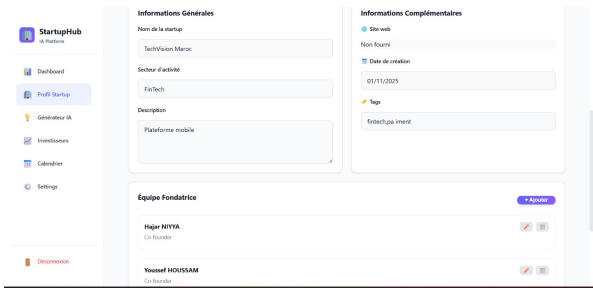 StartupHub
IA Platform
Dashboard
Profil Startup
Générateur IA
Investisseurs
Calendrier
Settings
Déconnexion
Informations Générales
Nom de la startup
TechVision Maroc
Secteur d'activité
FinTech
Description
Plateforme mobile
Informations Complémentaires
Site web
Non fourni
Date de création
01/11/2025
Tags
fintech,pa iment
Équipe Fondatrice
+ Ajouter
Hajar NIYYA
Co-founder
Youssef HOUSSAM
Co-founder